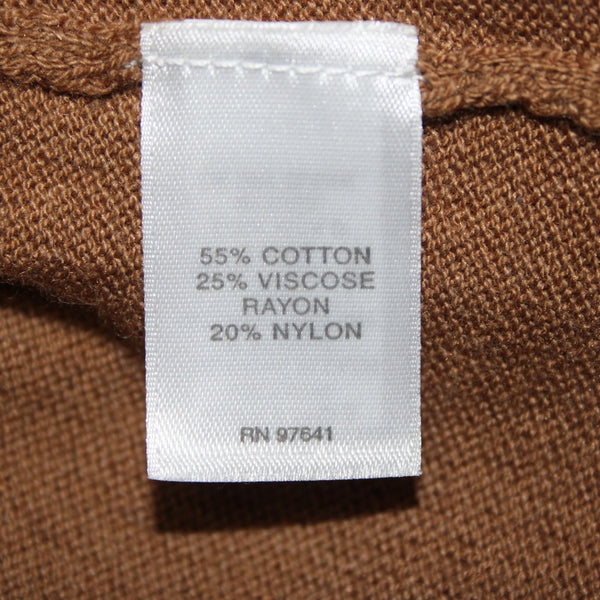 55% COTTON
25% VISCOSE
RAYON
20% NYLON
RN 97641